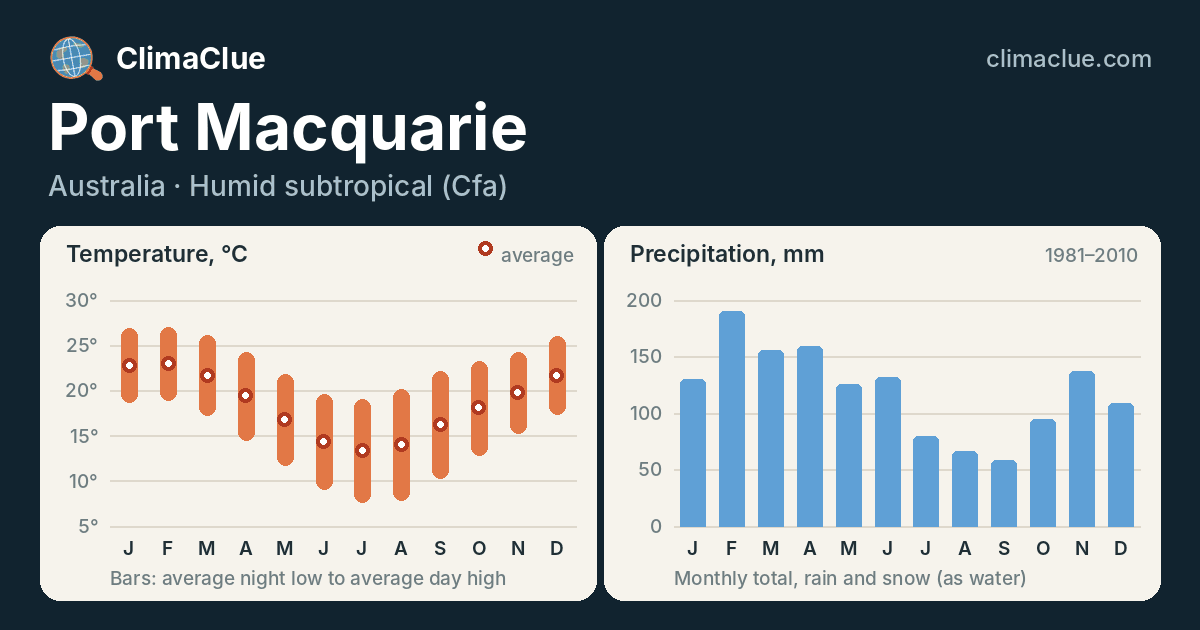 ClimaClue
climaclue.com
Port Macquarie
Australia · Humid subtropical (Cfa)
Temperature, °C
average
30°
25°
20°
15°
10°
5°
J F M A M J J A S O N D
Bars: average night low to average day high
Precipitation, mm
1981–2010
200
150
100
50
0
J F M A M J J A S O N D
Monthly total, rain and snow (as water)